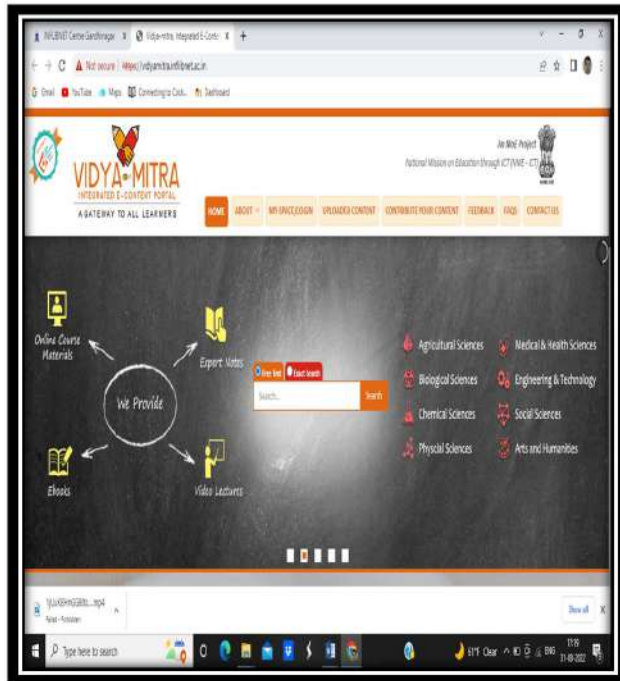 INFLIBNET Centre Gandhinagar
Vidya-mitra, Integrated E-Conten
Not secure
vidyamitra.inflibnet.ac.in
Gmail YouTube Maps Dashboard
An MoE Project
National Mission on Education through ICT (NME - ICT)
VIDYA-MITRA
INTEGRATED E-CONTENT PORTAL
A GATEWAY TO ALL LEARNERS
HOME ABOUT MY-SPACE/LOGIN UPLOADED CONTENT CONTRIBUTE YOUR CONTENT FEEDBACK FAQS CONTACT US
Online Course
Materials
Expert Notes
We Provide
Ebooks
Video Lectures
Free Text Exact Search
Search... Search
Agricultural Sciences Medical & Health Sciences
Biological Sciences Engineering & Technology
Chemical Sciences Social Sciences
Physcial Sciences Arts and Humanities
Failed - Forbidden
Show all
Type here to search
61°F Clear
ENG